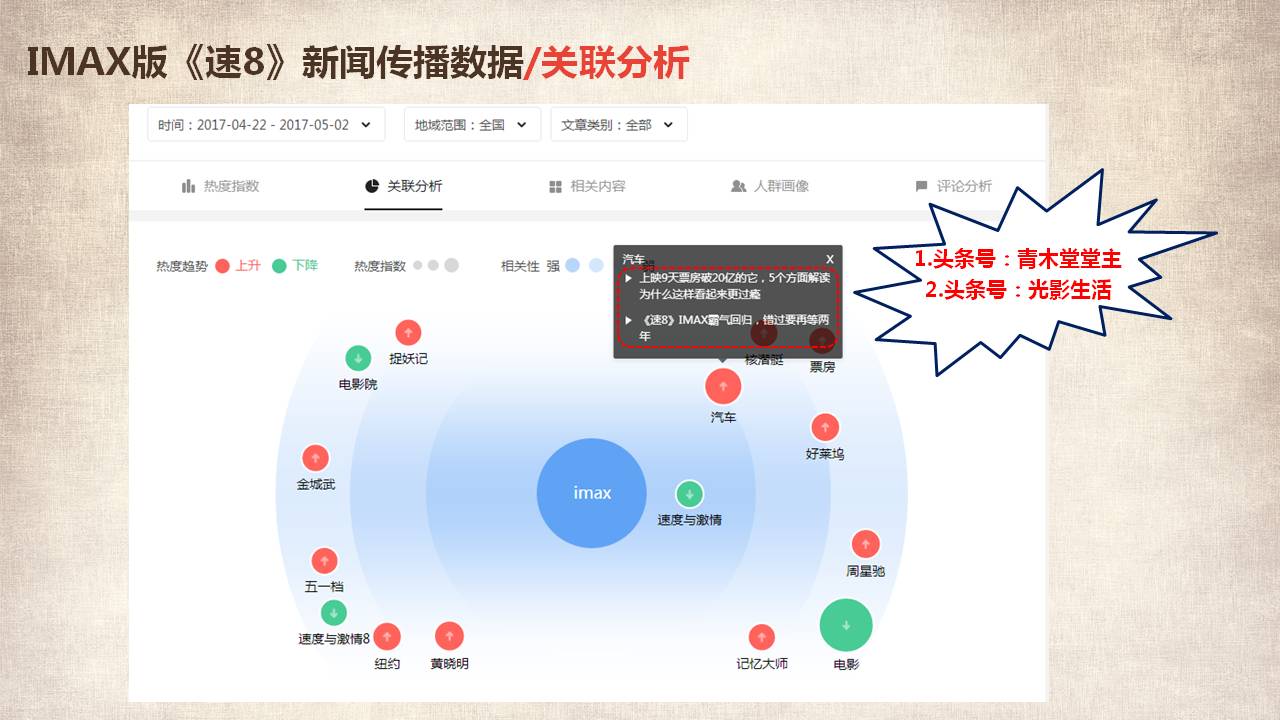 IMAX版《速8》新闻传播数据/关联分析
时间：2017-04-22 - 2017-05-02
地域范围：全国
文章类别：全部
热度指数
关联分析
相关内容
人群画像
评论分析
热度趋势 上升 下降
热度指数
相关性 强
弱
汽车
X
上映9天票房破20亿的它，5个方面解读
为什么这样看起来更过瘾
《速8》IMAX霸气回归，错过要再等两
年
1.头条号：青木堂堂主
2.头条号：光影生活
捉妖记
核潜艇
票房
电影院
汽车
好莱坞
金城武
imax
速度与激情
周星驰
五一档
速度与激情8
纽约
黄晓明
记忆大师
电影